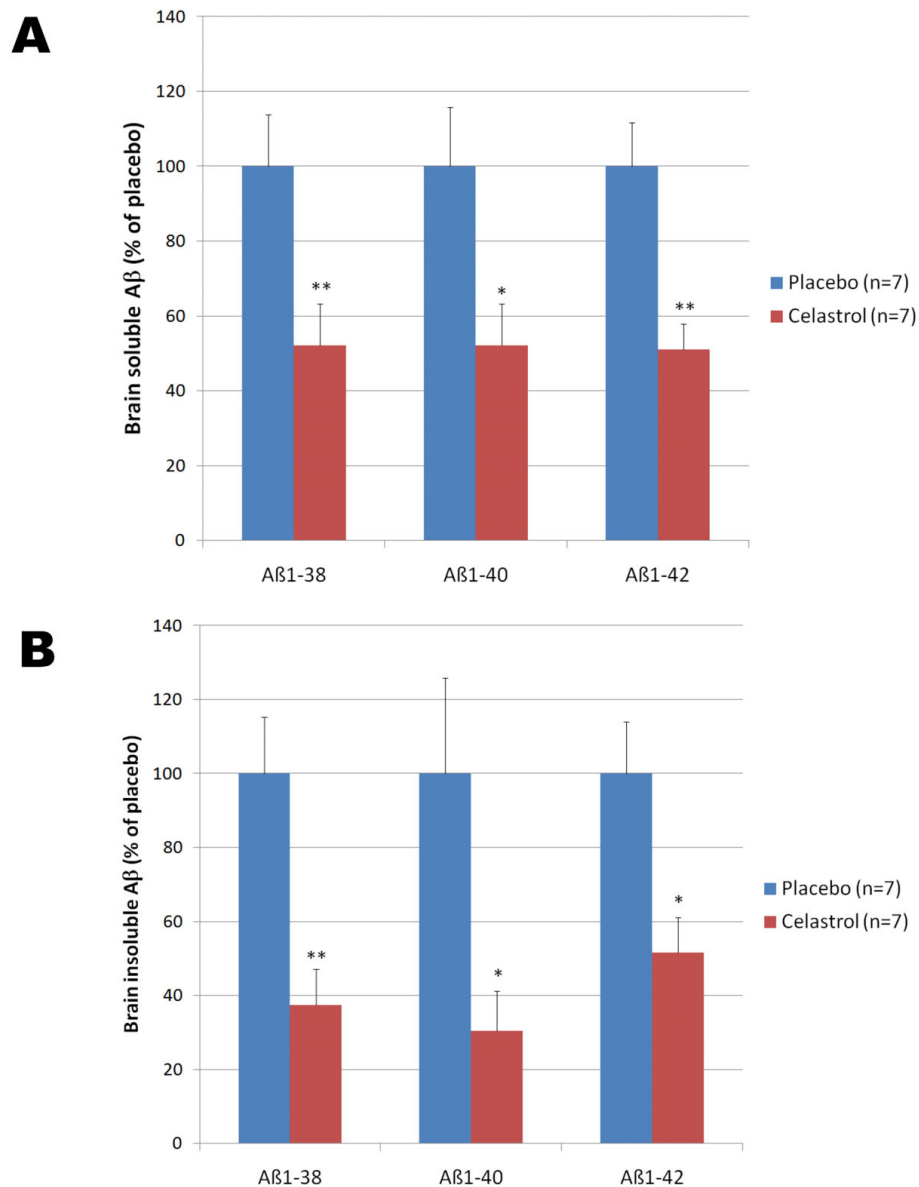 A
Brain soluble Aβ (% of placebo)
140
120
100
80
60
40
20
0
**
*
**
Aß1-38
Aß1-40
Aß1-42
Placebo (n=7)
Celastrol (n=7)
B
Brain insoluble Aβ (% of placebo)
140
120
100
80
60
40
20
0
**
*
*
Aß1-38
Aß1-40
Aß1-42
Placebo (n=7)
Celastrol (n=7)